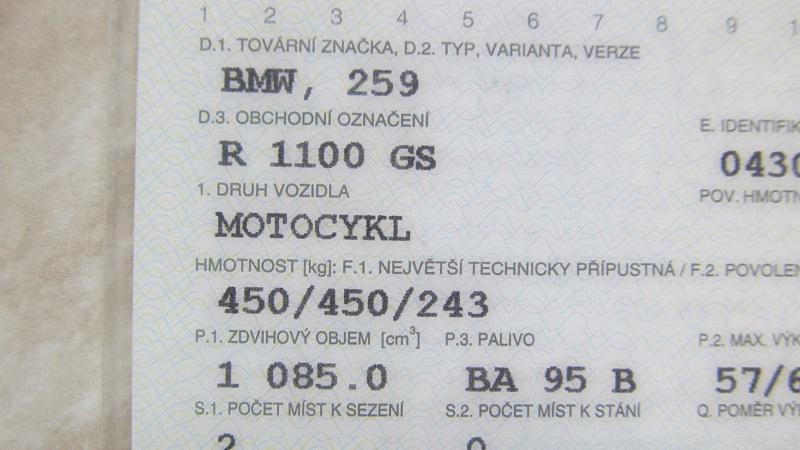 1 2 3 4 5 6 7 8 9
D.1. TOVÁRNÍ ZNAČKA, D.2. TYP, VARIANTA, VERZE
BMW, 259
D.3. OBCHODNÍ OZNAČENÍ
R 1100 GS
E. IDENTIFIK
0430
1. DRUH VOZIDLA
POV. HMOTN
MOTOCYKL
HMOTNOST [kg]: F.1. NEJVĚTŠÍ TECHNICKY PŘÍPUSTNÁ / F.2. POVOLEN
450/450/243
P.1. ZDVIHOVÝ OBJEM [cm³] P.3. PALIVO P.2. MAX. VÝK
1 085.0 BA 95 B 57/6
S.1. POČET MÍST K SEZENÍ S.2. POČET MÍST K STÁNÍ Q. POMĚR VÝ
2 0